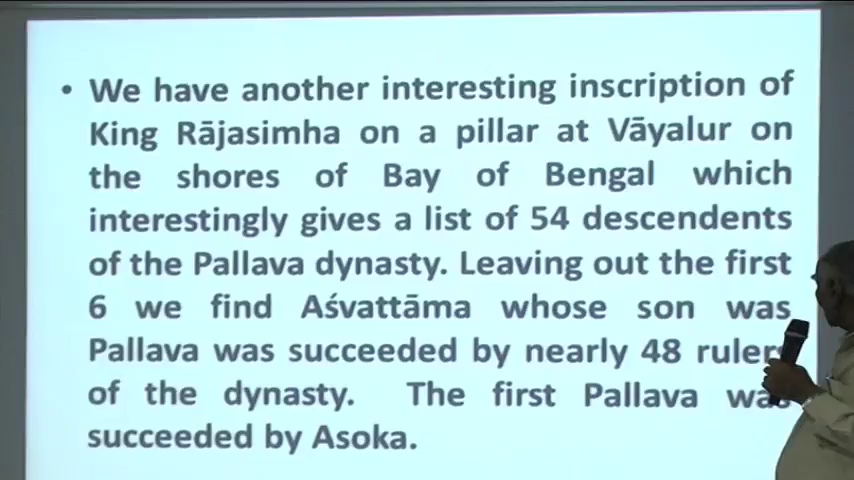 • We have another interesting inscription of
King Rājasimha on a pillar at Vāyalur on
the shores of Bay of Bengal which
interestingly gives a list of 54 descendents
of the Pallava dynasty. Leaving out the first
6 we find Aśvattāma whose son was
Pallava was succeeded by nearly 48 rulers
of the dynasty. The first Pallava was
succeeded by Asoka.